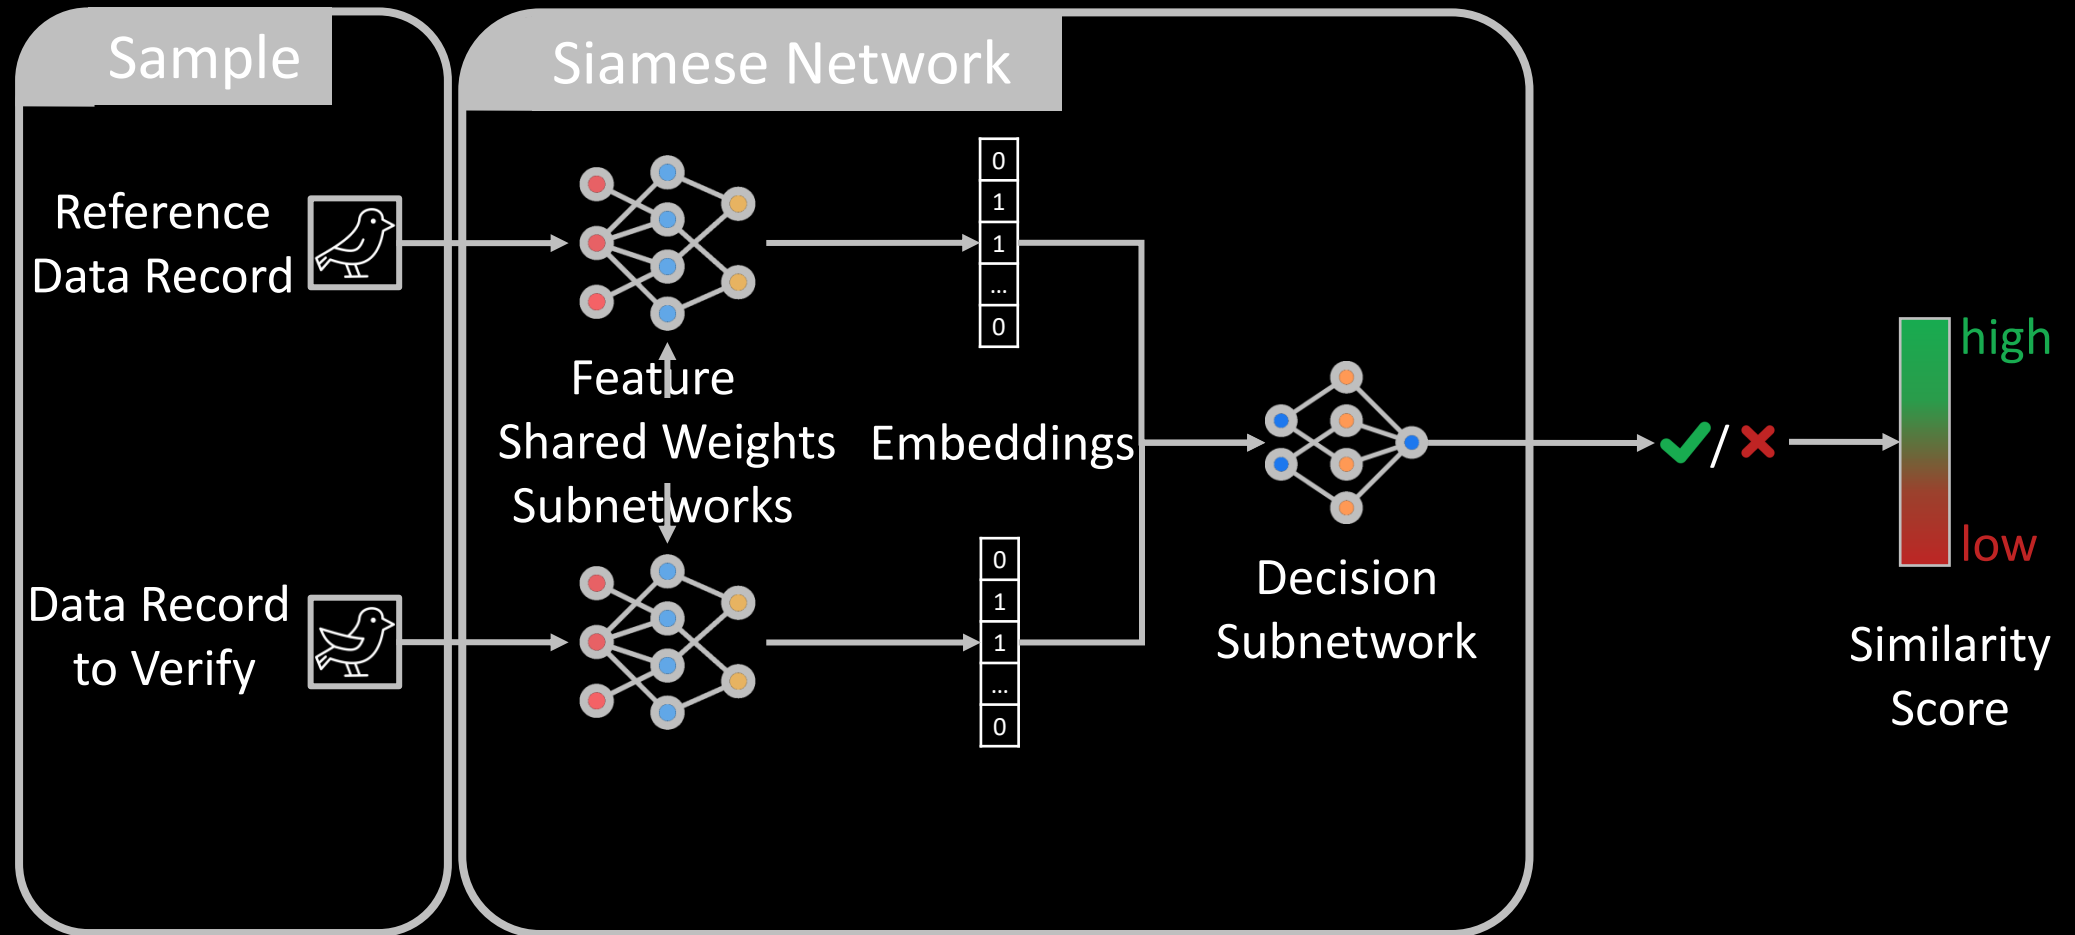 Sample
Siamese Network
Reference
Data Record
0
1
1
...
0
Feature
Shared Weights
Subnetworks
Embeddings
Data Record
to Verify
0
1
1
...
0
Decision
Subnetwork
/
high
low
Similarity
Score